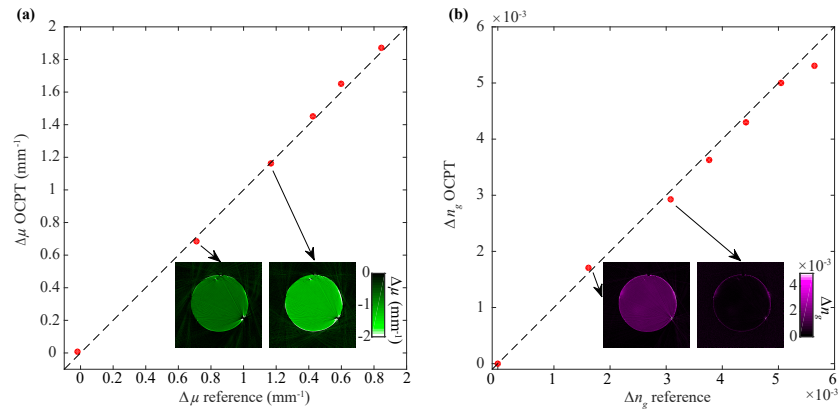 (a)
2
1.8
1.6
1.4
1.2
1
0.8
0.6
0.4
0.2
0
Δμ OCPT (mm⁻¹)
0
-1
-2
Δμ (mm⁻¹)
0 0.2 0.4 0.6 0.8 1 1.2 1.4 0.6 0.8 2
Δμ reference (mm⁻¹)
(b)
×10⁻³
6
5
4
3
2
1
0
Δn_g OCPT
×10⁻³
4
2
0
Δn_g
0 1 2 3 4 5 6
Δn_g reference
×10⁻³